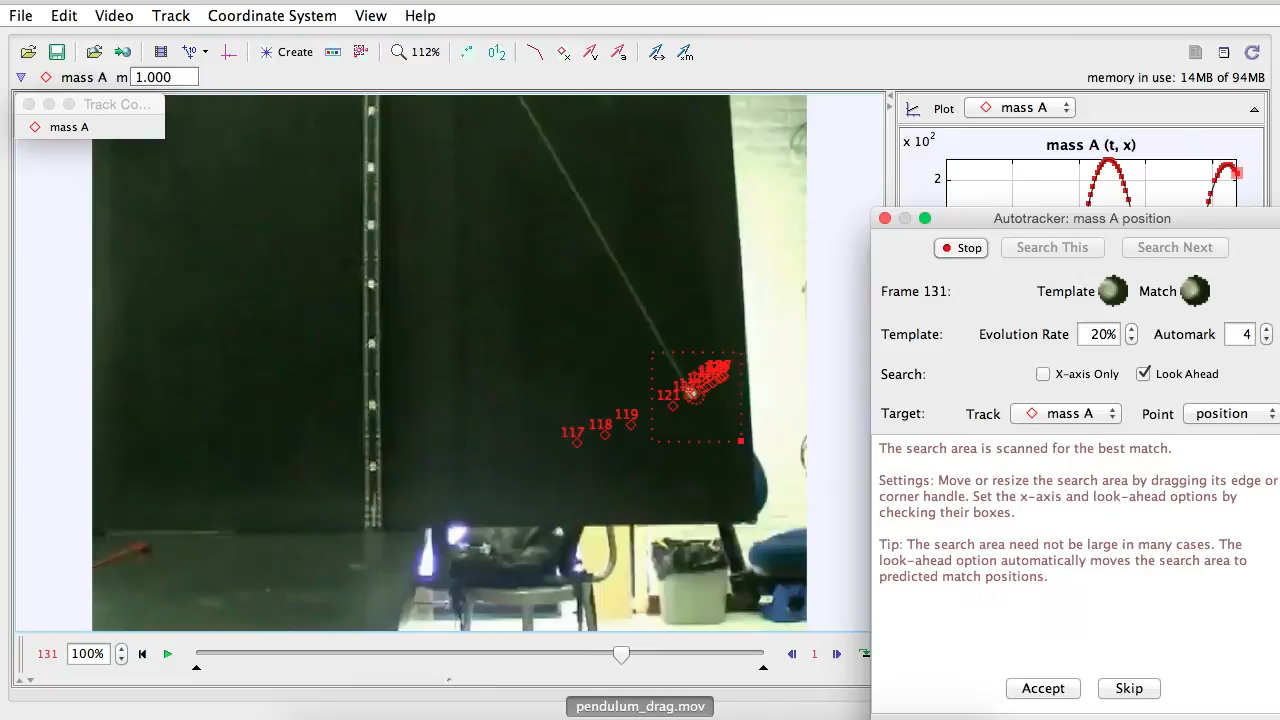 File Edit Video Track Coordinate System View Help
Create 112%
mass A m 1.000 memory in use: 14MB of 94MB
Track Co...
mass A
Plot mass A
x 10² mass A (t, x)
2
Autotracker: mass A position
Stop Search This Search Next
Frame 131: Template Match
Template: Evolution Rate 20% Automark 4
Search: X-axis Only Look Ahead
Target: Track mass A Point position
121
119
118
117
The search area is scanned for the best match.
Settings: Move or resize the search area by dragging its edge or
corner handle. Set the x-axis and look-ahead options by
checking their boxes.
Tip: The search area need not be large in many cases. The
look-ahead option automatically moves the search area to
predicted match positions.
131 100% 1
Accept Skip
pendulum_drag.mov